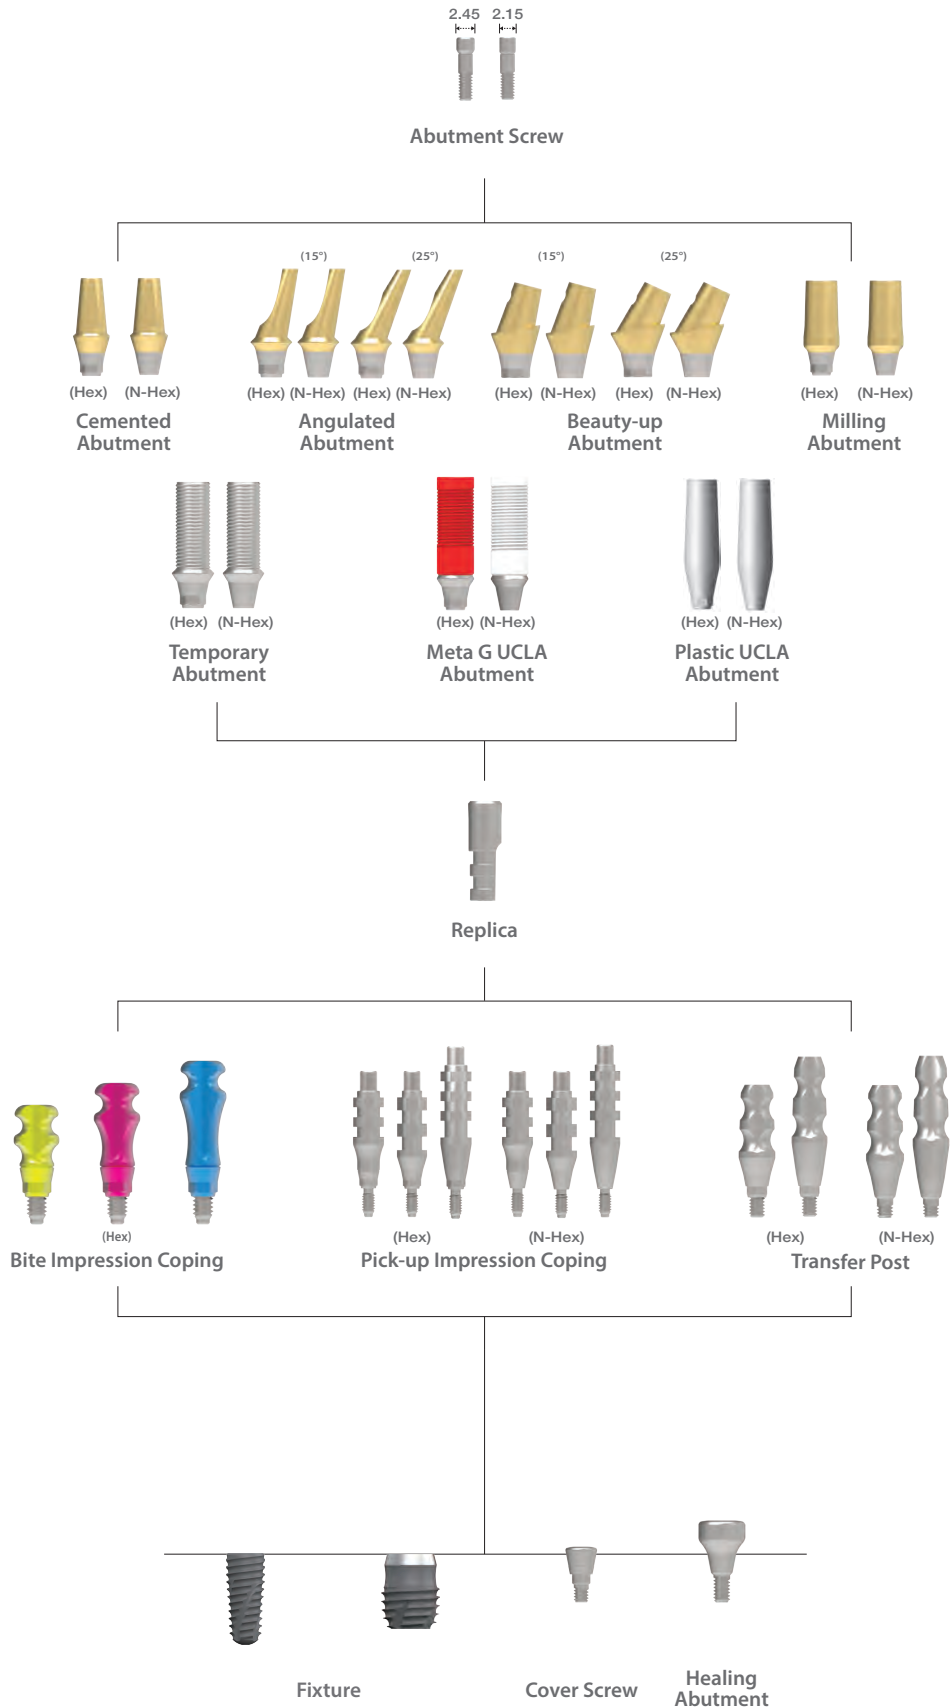 2.45 2.15
Abutment Screw
(15°) (25°) (15°) (25°)
(Hex) (N-Hex) (Hex) (N-Hex) (Hex) (N-Hex) (Hex) (N-Hex) (Hex) (N-Hex) (Hex) (N-Hex)
Cemented Angulated Beauty-up Milling
Abutment Abutment Abutment Abutment
(Hex) (N-Hex) (Hex) (N-Hex) (Hex) (N-Hex)
Temporary Meta G UCLA Plastic UCLA
Abutment Abutment Abutment
Replica
(Hex) (Hex) (N-Hex) (Hex) (N-Hex)
Bite Impression Coping Pick-up Impression Coping Transfer Post
Fixture Cover Screw Healing
Abutment